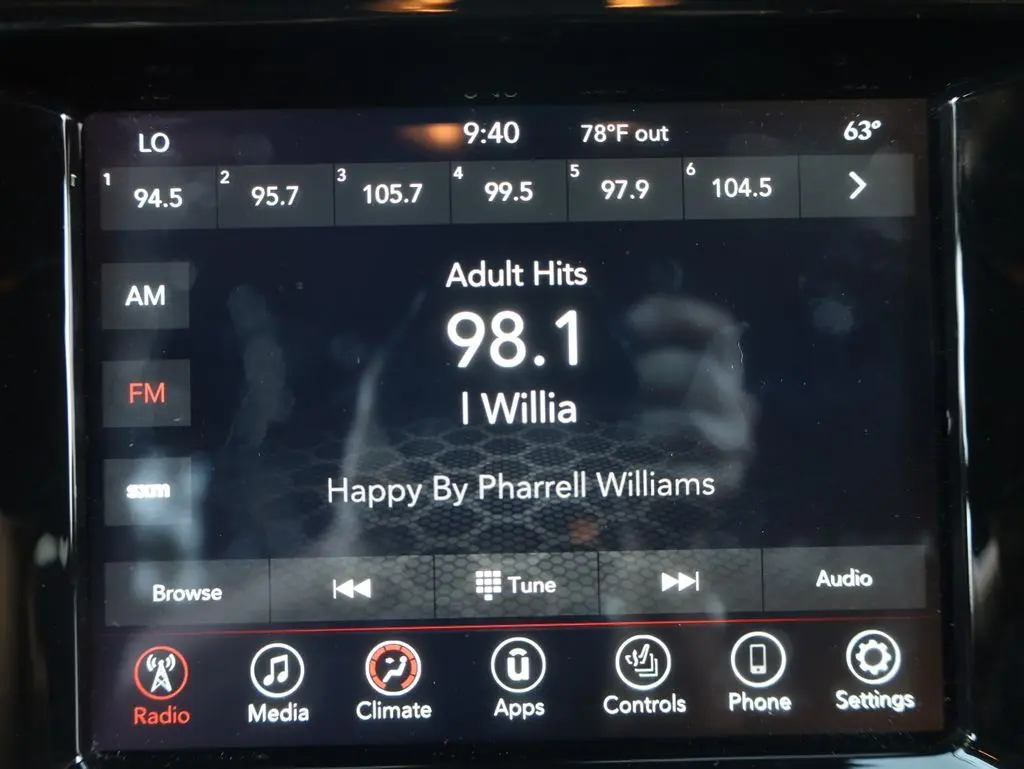 LO 9:40 78°F out 63°
1 94.5 2 95.7 3 105.7 4 99.5 5 97.9 6 104.5
Adult Hits
AM
98.1
FM
l Willia
sxm
Happy By Pharrell Williams
Browse Tune Audio
Radio Media Climate Apps Controls Phone Settings